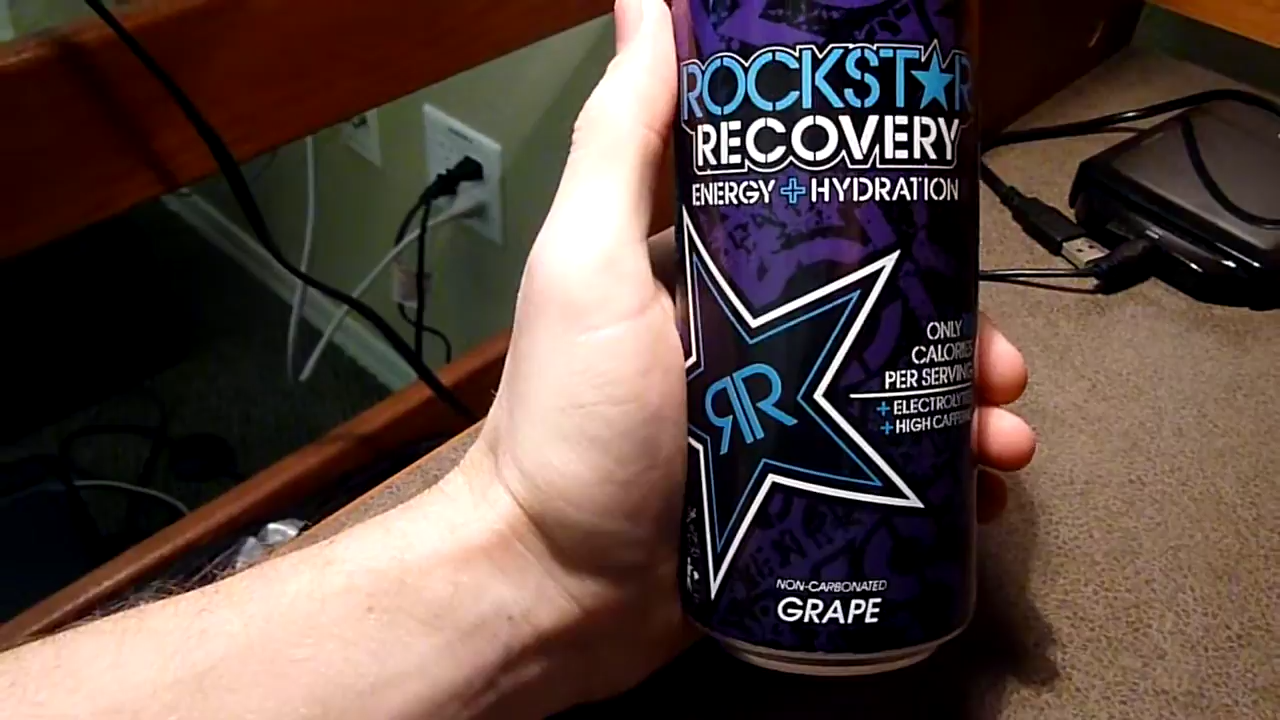 ROCKSTAR
RECOVERY
ENERGY + HYDRATION
ONLY
CALORIES
PER SERVING
+ ELECTROLYTES
+ HIGH CAFFEINE
RR
NON-CARBONATED
GRAPE